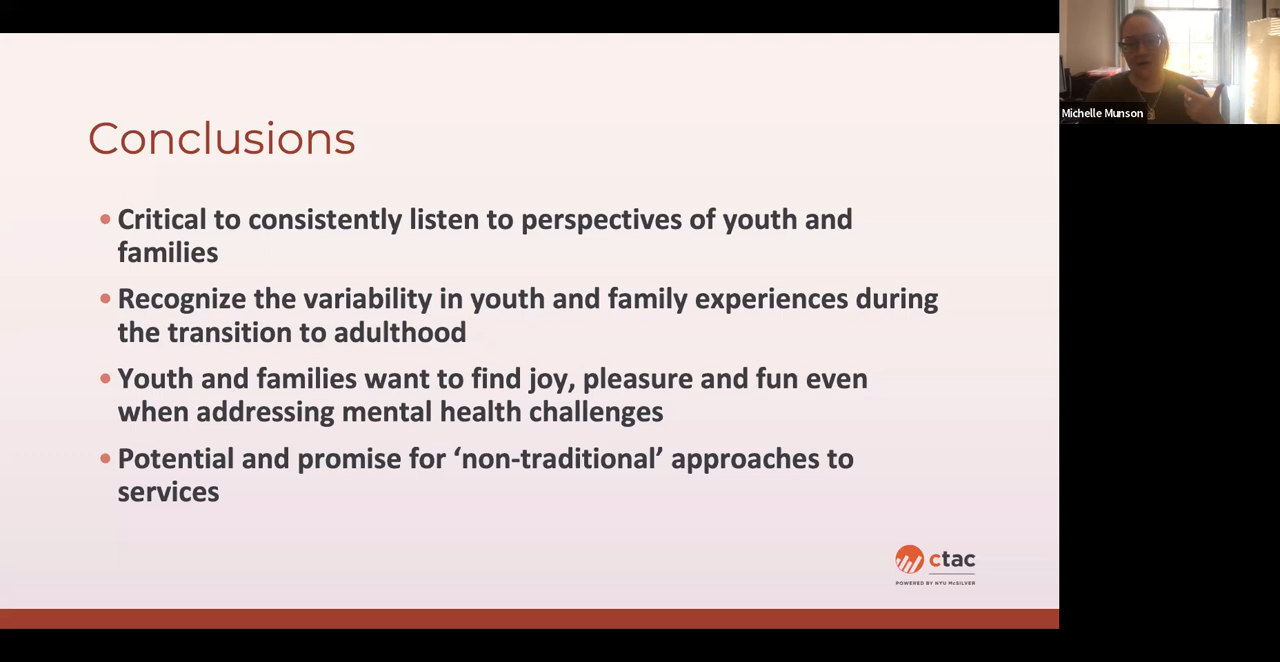 Conclusions
• Critical to consistently listen to perspectives of youth and
families
• Recognize the variability in youth and family experiences during
the transition to adulthood
• Youth and families want to find joy, pleasure and fun even
when addressing mental health challenges
• Potential and promise for ‘non-traditional’ approaches to
services
ctac
POWERED BY NYU McSILVER
Michelle Munson